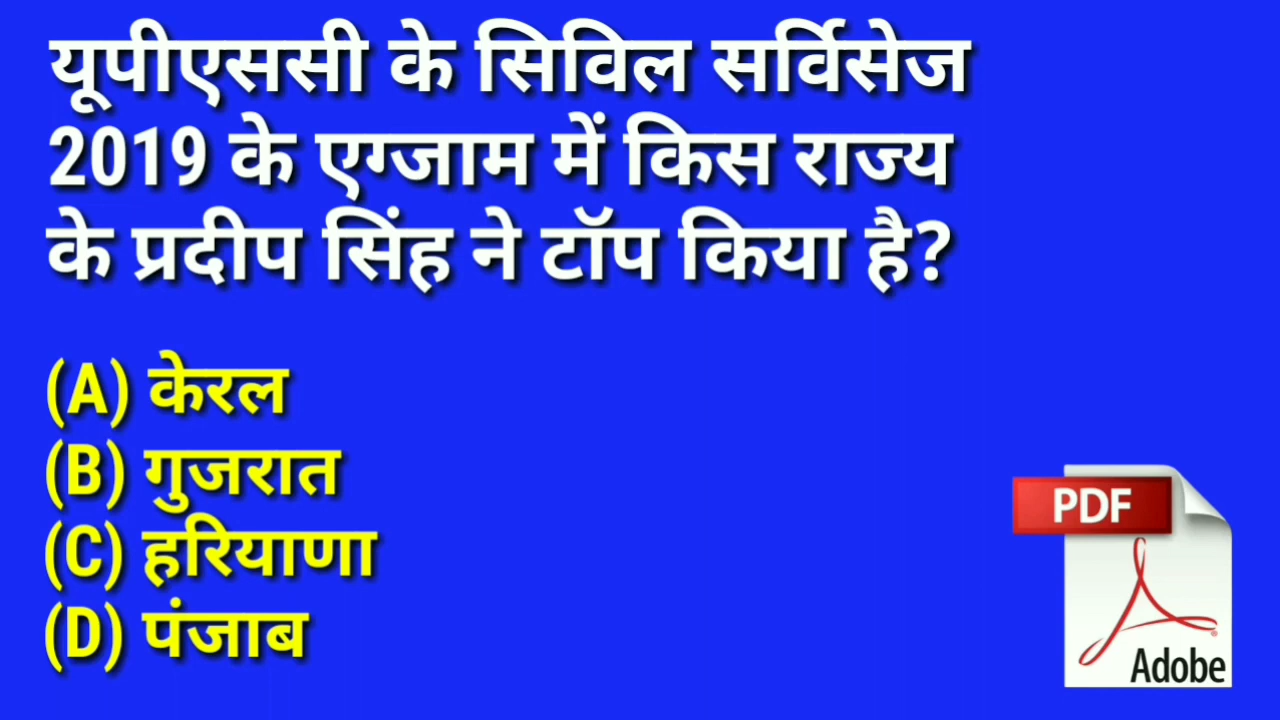 यूपीएससी के सिविल सर्विसेज
2019 के एग्जाम में किस राज्य
के प्रदीप सिंह ने टॉप किया है?
(A) केरल
(B) गुजरात
(C) हरियाणा
(D) पंजाब
PDF
Adobe